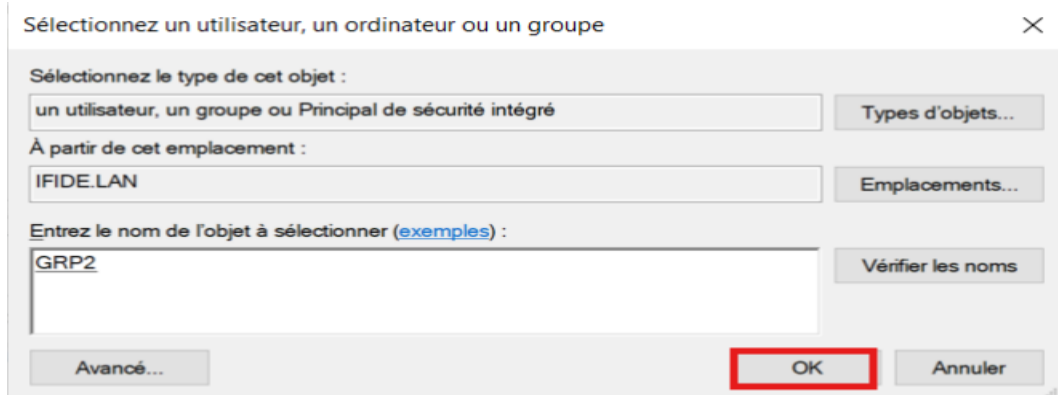 Sélectionnez un utilisateur, un ordinateur ou un groupe
Sélectionnez le type de cet objet :
un utilisateur, un groupe ou Principal de sécurité intégré
Types d'objets...
À partir de cet emplacement :
IFIDE.LAN
Emplacements...
Entrez le nom de l'objet à sélectionner (exemples) :
GRP2
Vérifier les noms
Avancé...
OK
Annuler